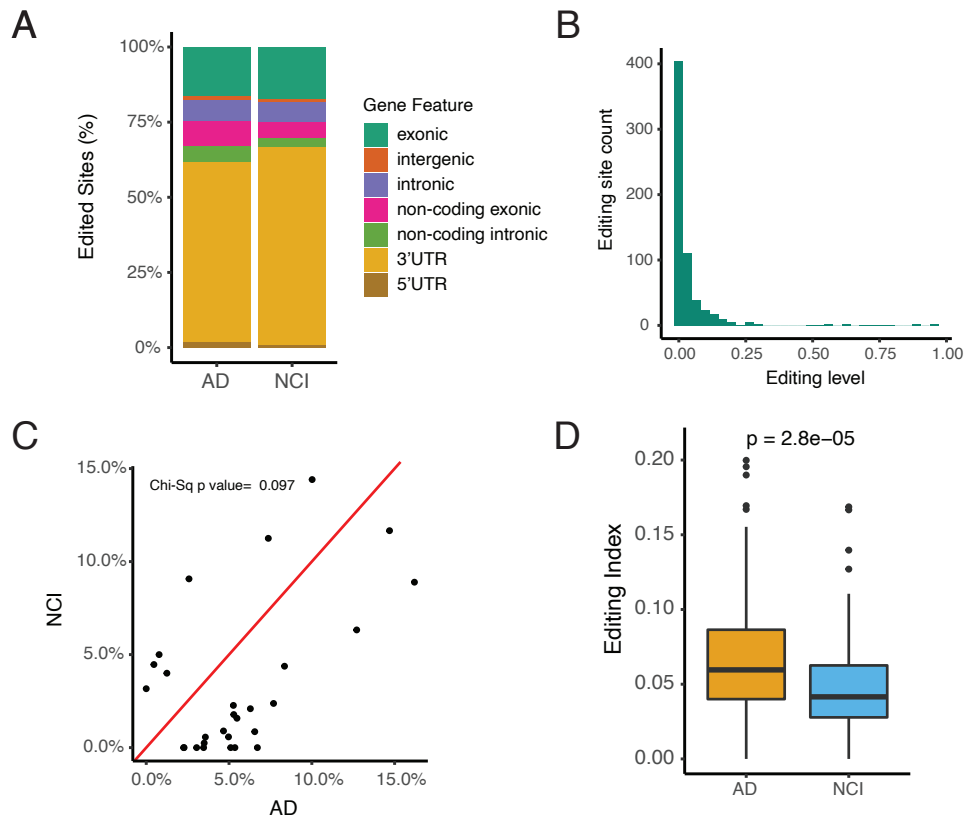 A
100%
75%
50%
25%
0%
Edited Sites (%)
AD
NCI
Gene Feature
exonic
intergenic
intronic
non-coding exonic
non-coding intronic
3'UTR
5'UTR
B
400
300
200
100
0
Editing site count
0.00
0.25
0.50
0.75
1.00
Editing level
C
Chi-Sq p value= 0.097
15.0%
10.0%
5.0%
0.0%
NCI
0.0%
5.0%
10.0%
15.0%
AD
D
p = 2.8e−05
0.20
0.15
0.10
0.05
0.00
Editing Index
AD
NCI